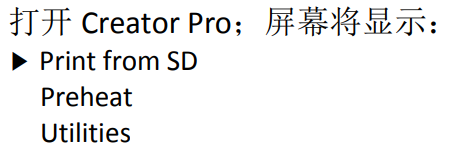 打开 Creator Pro；屏幕将显示：
▶ Print from SD
Preheat
Utilities